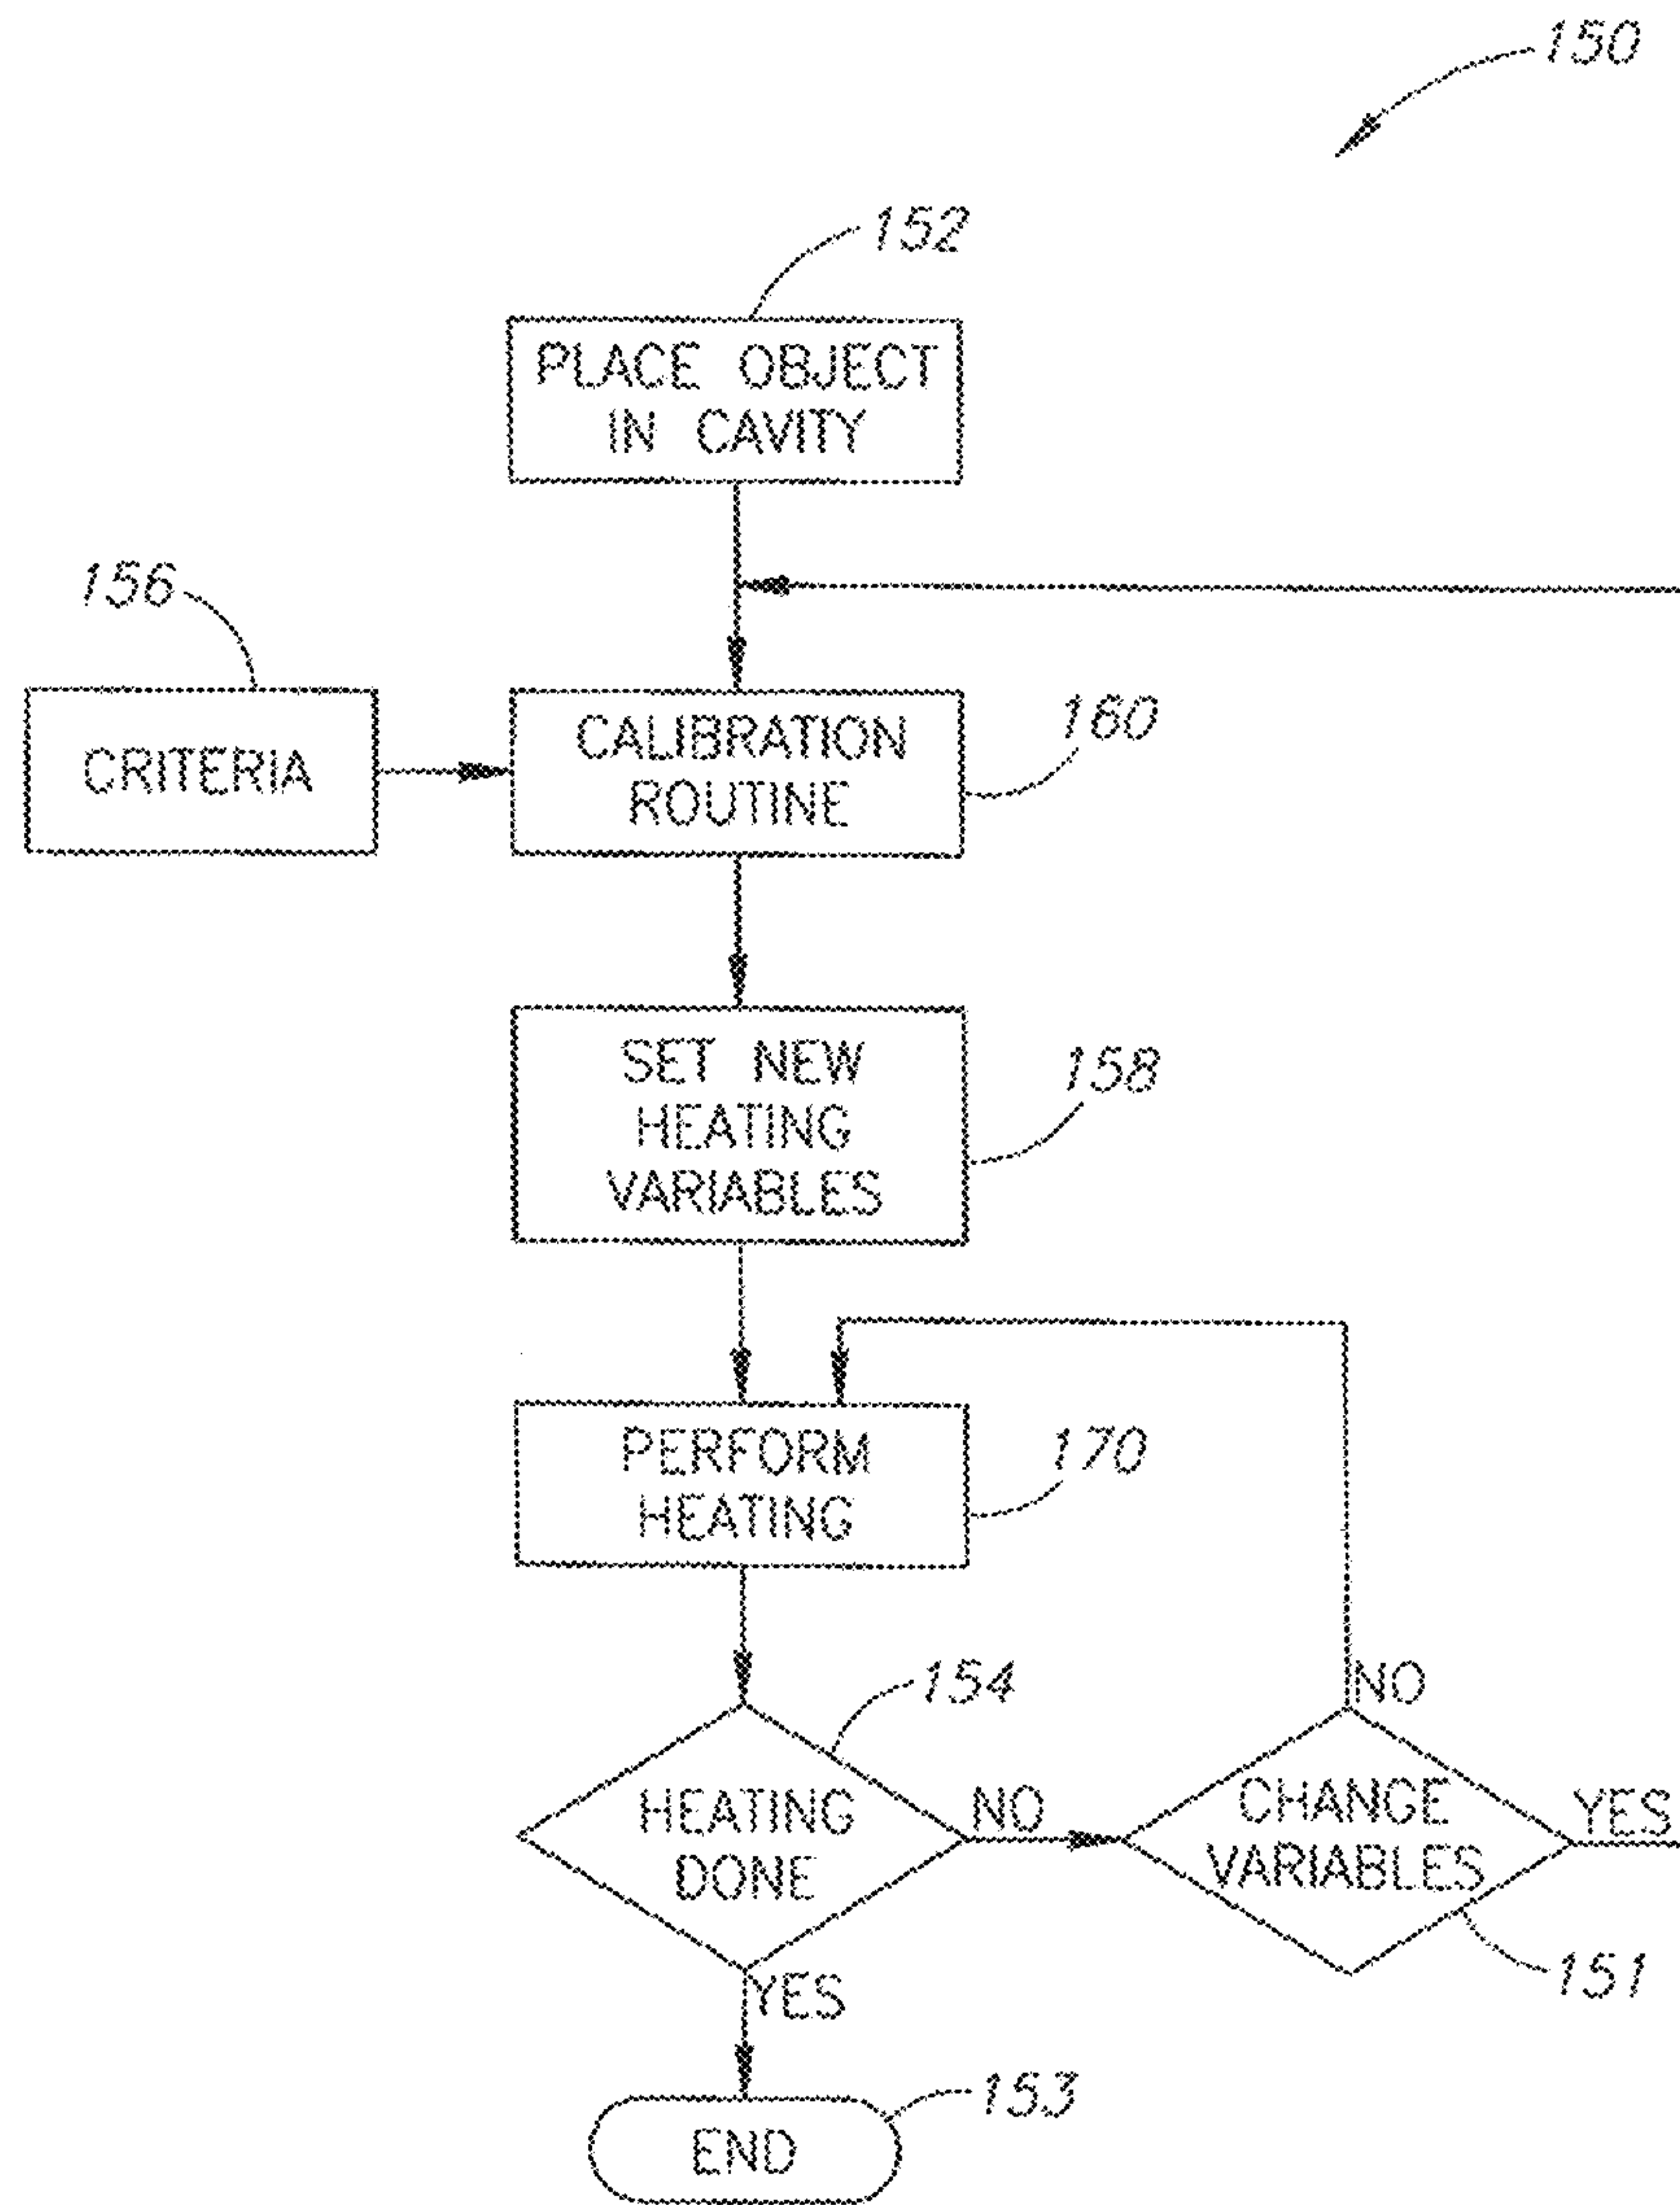 150
152
PLACE OBJECT
IN CAVITY
156
CRITERIA
CALIBRATION
ROUTINE
160
SET NEW
HEATING
VARIABLES
158
PERFORM
HEATING
170
154
HEATING
DONE
NO
NO
CHANGE
VARIABLES
YES
151
YES
153
END